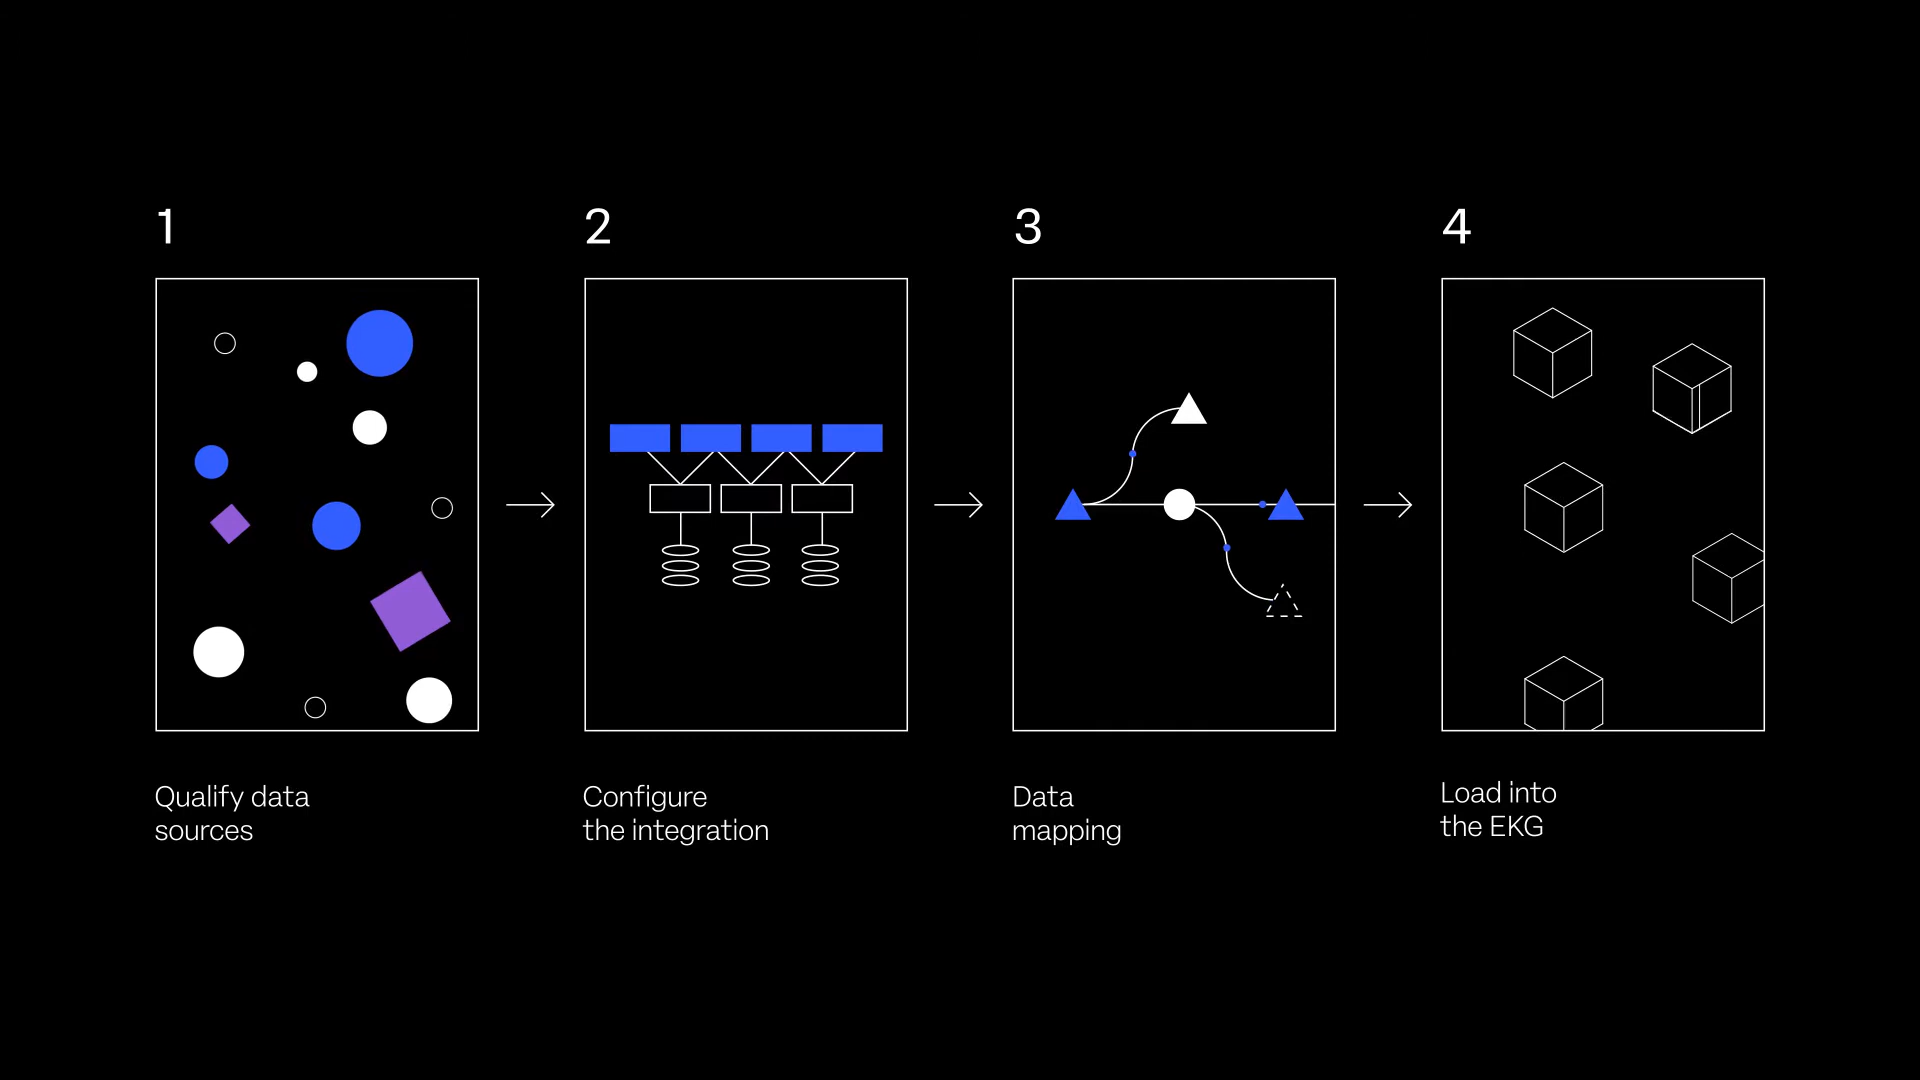 1
2
3
4
Qualify data
sources
Configure
the integration
Data
mapping
Load into
the EKG